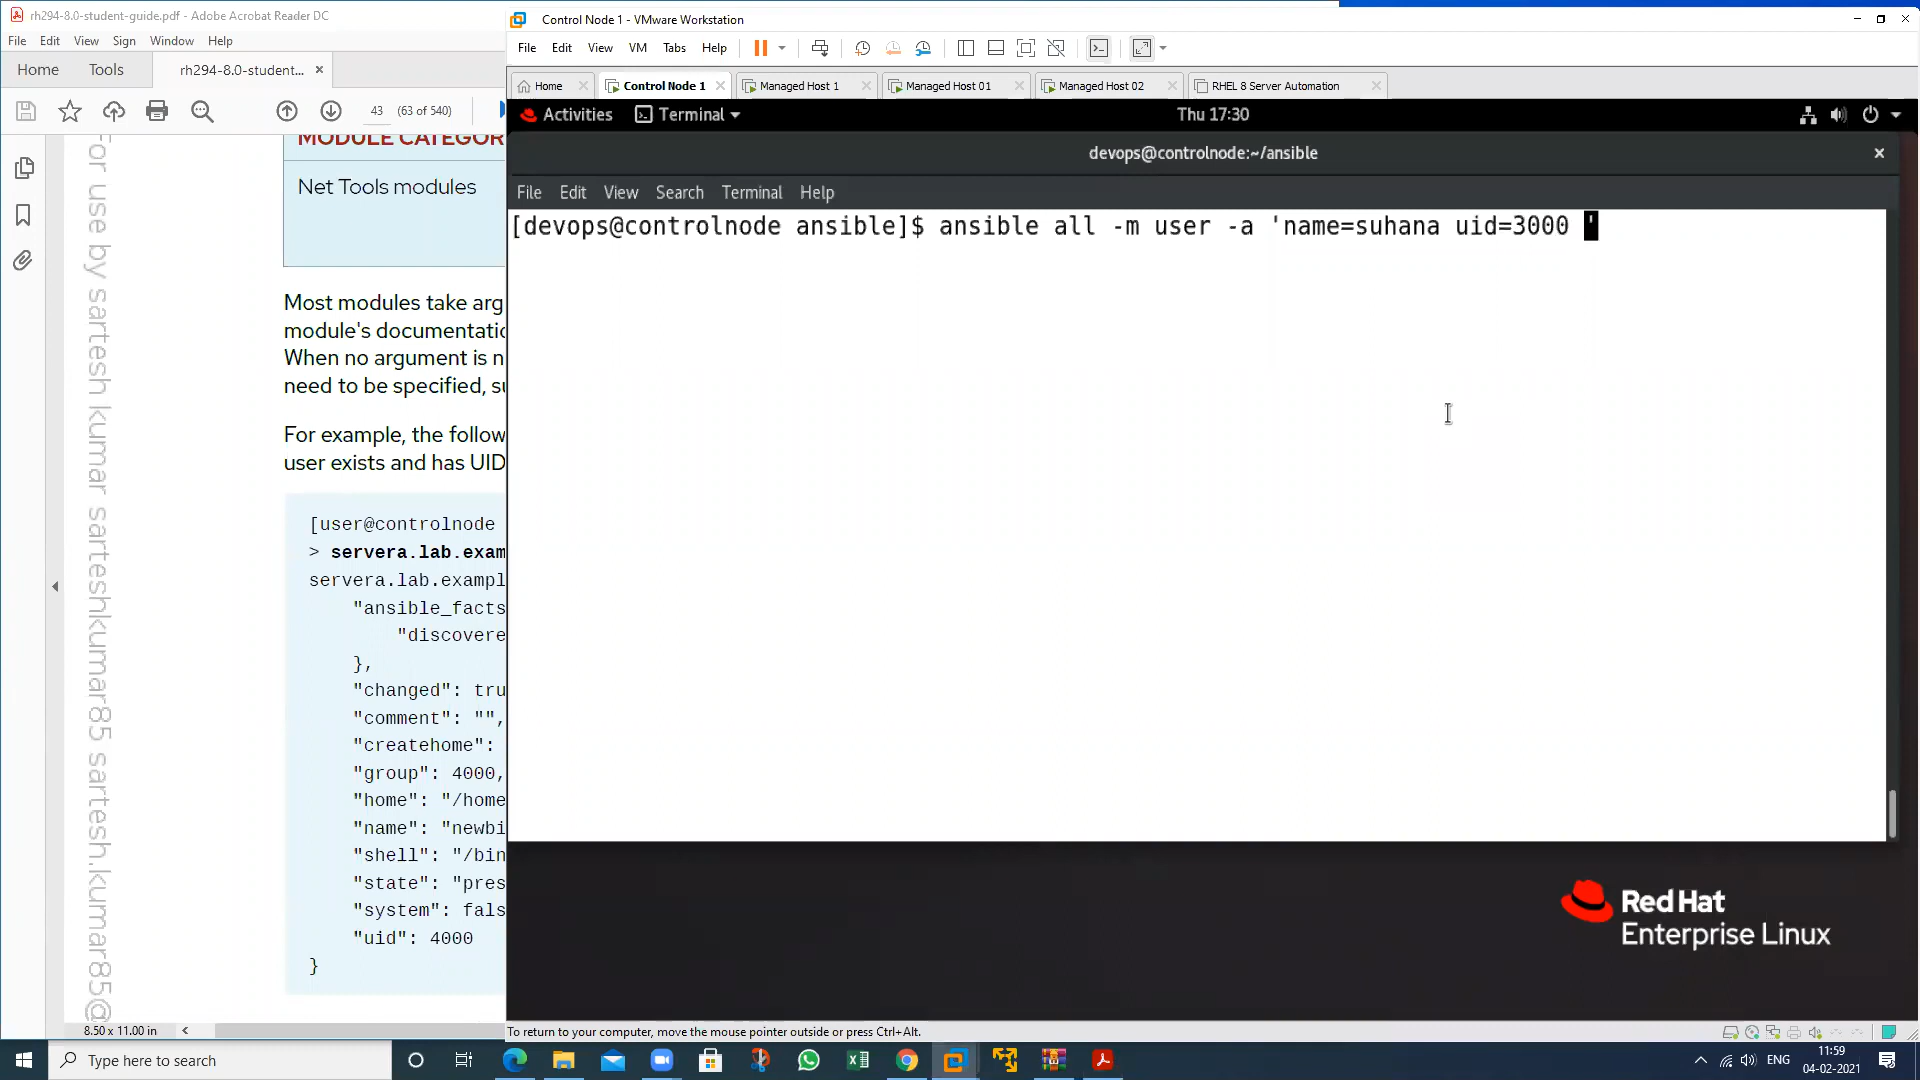 rh294-8.0-student-guide.pdf - Adobe Acrobat Reader DC
File Edit View Sign Window Help
Home Tools rh294-8.0-student... ×
43 (63 of 540)
For use by sartesh kumar sarteshkumar85 sartesh.kumar85@
MODULE CATEGOR
Net Tools modules
Most modules take arg
module's documentatio
When no argument is n
need to be specified, su
For example, the follow
user exists and has UID
[user@controlnode
> servera.lab.exam
servera.lab.exampl
"ansible_facts
"discovere
},
"changed": tru
"comment": "",
"createhome":
"group": 4000,
"home": "/home
"name": "newbi
"shell": "/bin
"state": "pres
"system": fals
"uid": 4000
}
8.50 x 11.00 in
Control Node 1 - VMware Workstation
File Edit View VM Tabs Help
Home Control Node 1 Managed Host 1 Managed Host 01 Managed Host 02 RHEL 8 Server Automation
Activities Terminal Thu 17:30
devops@controlnode:~/ansible
File Edit View Search Terminal Help
[devops@controlnode ansible]$ ansible all -m user -a 'name=suhana uid=3000 '
Red Hat
Enterprise Linux
To return to your computer, move the mouse pointer outside or press Ctrl+Alt.
Type here to search
ENG
11:59
04-02-2021